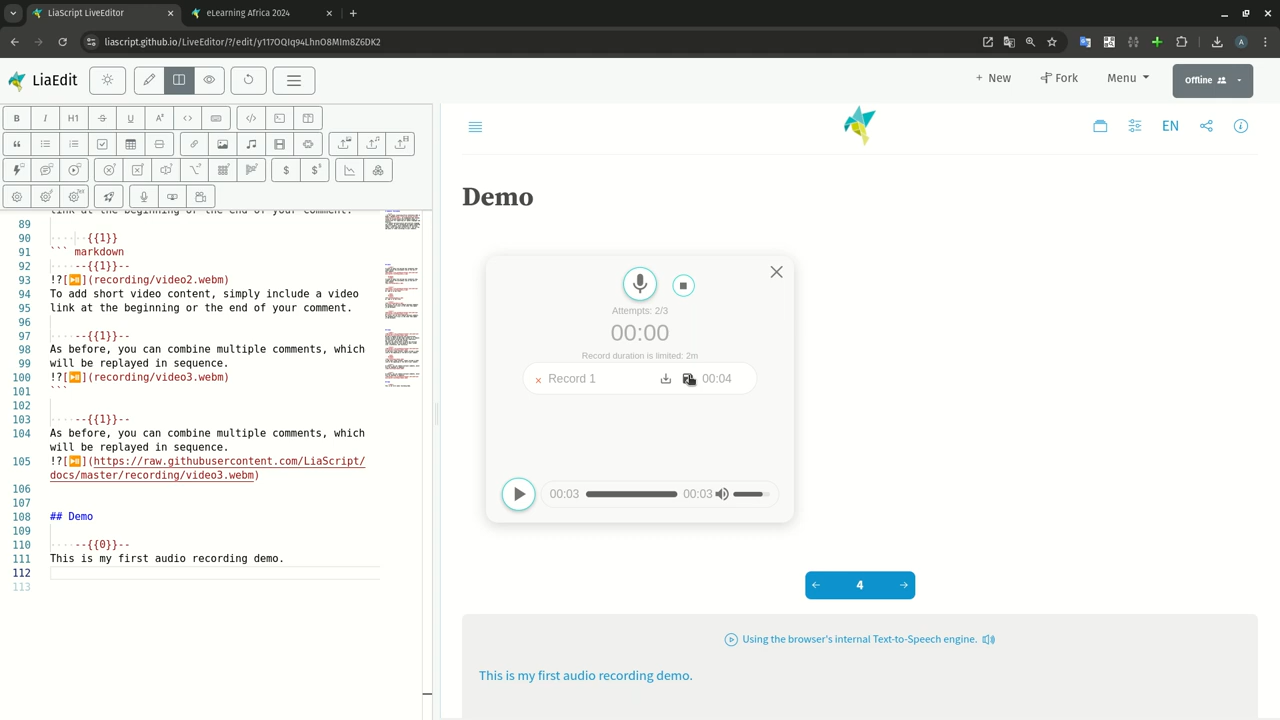 LiaScript LiveEditor
eLearning Africa 2024
liascript.github.io/LiveEditor/?/edit/y117OQIq94LhnO8MIm8Z6DK2
LiaEdit
New
Fork
Menu
Offline
B I H1
EN
link at the beginning or the end of your comment.
89
90 {{1}}
91 ``` markdown
92 --{{1}}--
93 !?[⏯️](recording/video2.webm)
94 To add short video content, simply include a video
95 link at the beginning or the end of your comment.
96
97 --{{1}}--
98 As before, you can combine multiple comments, which
99 will be replayed in sequence.
100 !?[⏯️](recording/video3.webm)
101 ```
102
103 --{{1}}--
104 As before, you can combine multiple comments, which
will be replayed in sequence.
105 !?[⏯️](https://raw.githubusercontent.com/LiaScript/
docs/master/recording/video3.webm)
106
107
108 ## Demo
109
110 --{{0}}--
111 This is my first audio recording demo.
112
113
Demo
Attempts: 2/3
00:00
Record duration is limited: 2m
× Record 1 00:04
00:03 00:03
4
Using the browser's internal Text-to-Speech engine.
This is my first audio recording demo.